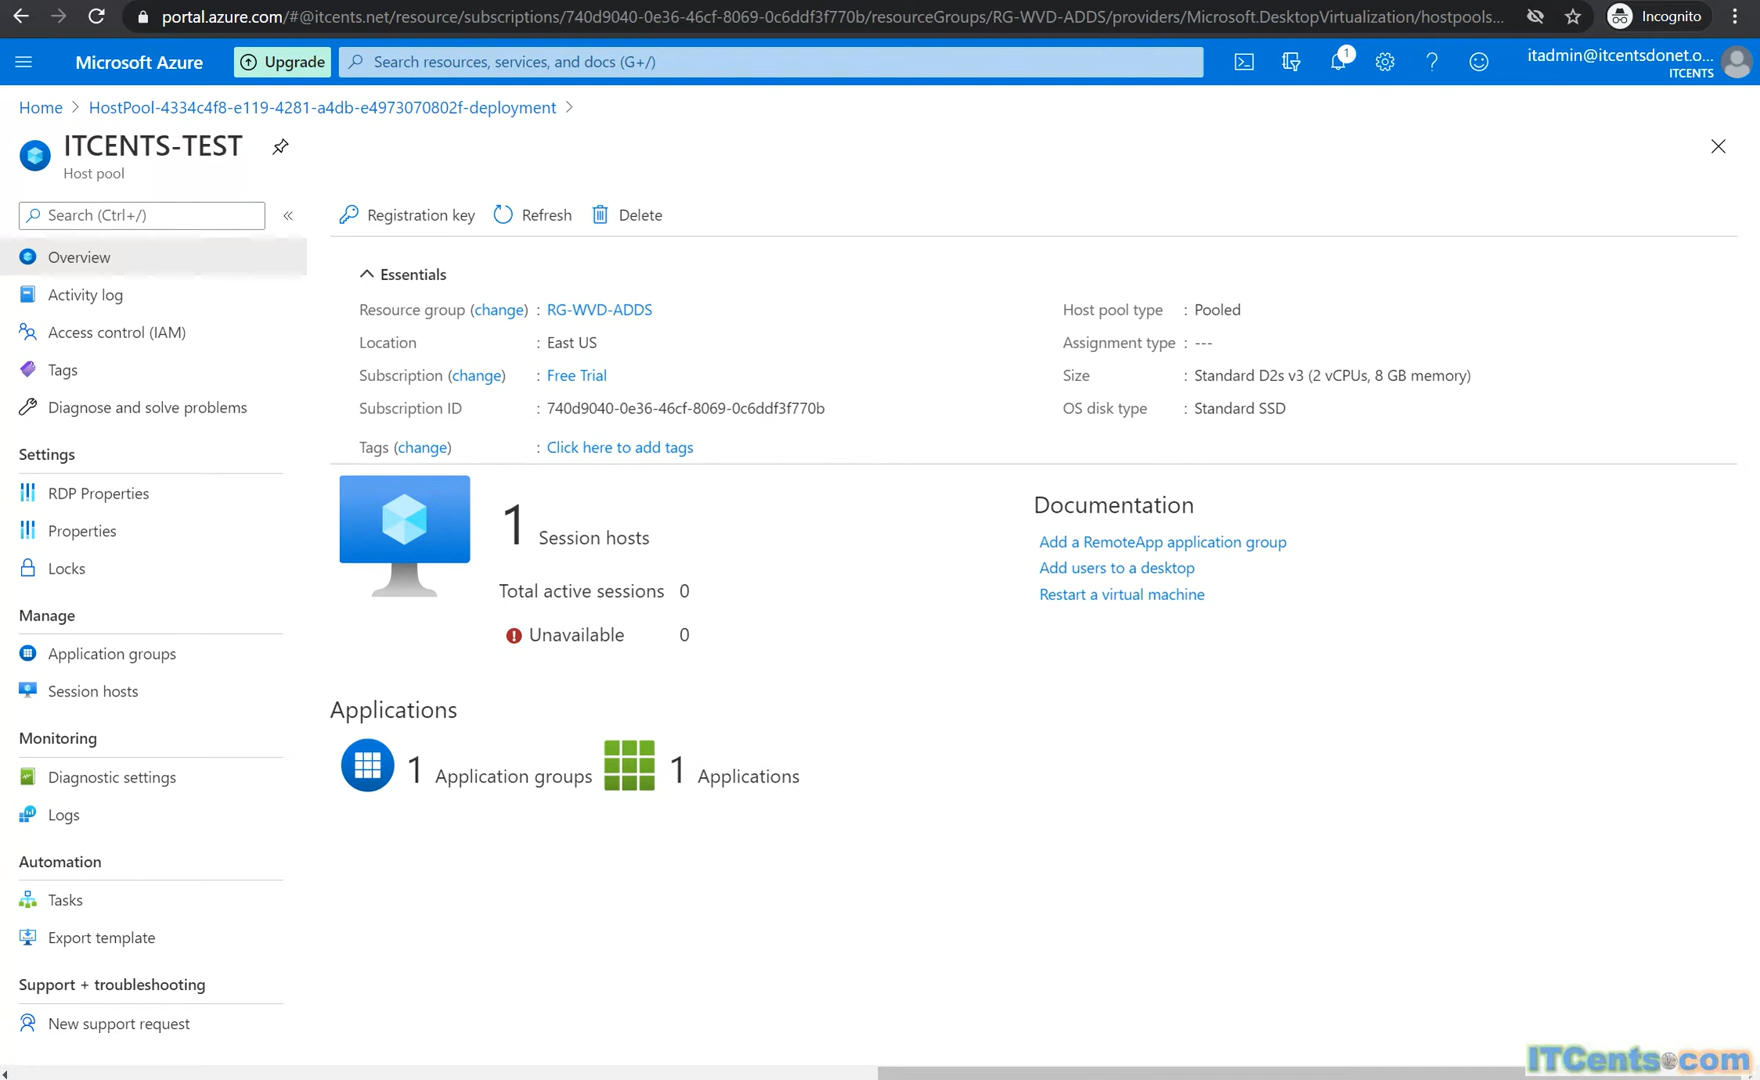 portal.azure.com/#@itcents.net/resource/subscriptions/740d9040-0e36-46cf-8069-0c6ddf3f770b/resourceGroups/RG-WVD-ADDS/providers/Microsoft.DesktopVirtualization/hostpools...
Incognito
Microsoft Azure
Upgrade
Search resources, services, and docs (G+/)
1
itadmin@itcentsdonet.o...
ITCENTS
Home > HostPool-4334c4f8-e119-4281-a4db-e4973070802f-deployment >
ITCENTS-TEST
Host pool
Search (Ctrl+/)
«
Overview
Activity log
Access control (IAM)
Tags
Diagnose and solve problems
Settings
RDP Properties
Properties
Locks
Manage
Application groups
Session hosts
Monitoring
Diagnostic settings
Logs
Automation
Tasks
Export template
Support + troubleshooting
New support request
Registration key
Refresh
Delete
Essentials
Resource group (change) : RG-WVD-ADDS
Location : East US
Subscription (change) : Free Trial
Subscription ID : 740d9040-0e36-46cf-8069-0c6ddf3f770b
Tags (change) : Click here to add tags
Host pool type : Pooled
Assignment type : ---
Size : Standard D2s v3 (2 vCPUs, 8 GB memory)
OS disk type : Standard SSD
1 Session hosts
Total active sessions 0
Unavailable 0
Documentation
Add a RemoteApp application group
Add users to a desktop
Restart a virtual machine
Applications
1 Application groups
1 Applications
ITCents.com